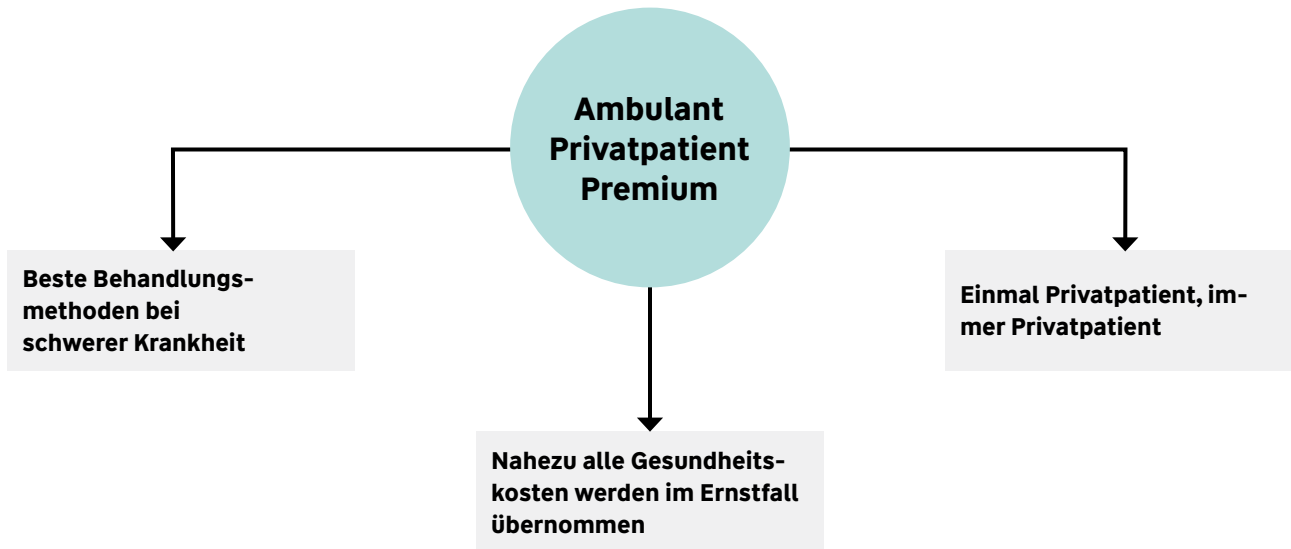 Ambulant
Privatpatient
Premium
Beste Behandlungs-
methoden bei
schwerer Krankheit
Einmal Privatpatient, im-
mer Privatpatient
Nahezu alle Gesundheits-
kosten werden im Ernstfall
übernommen